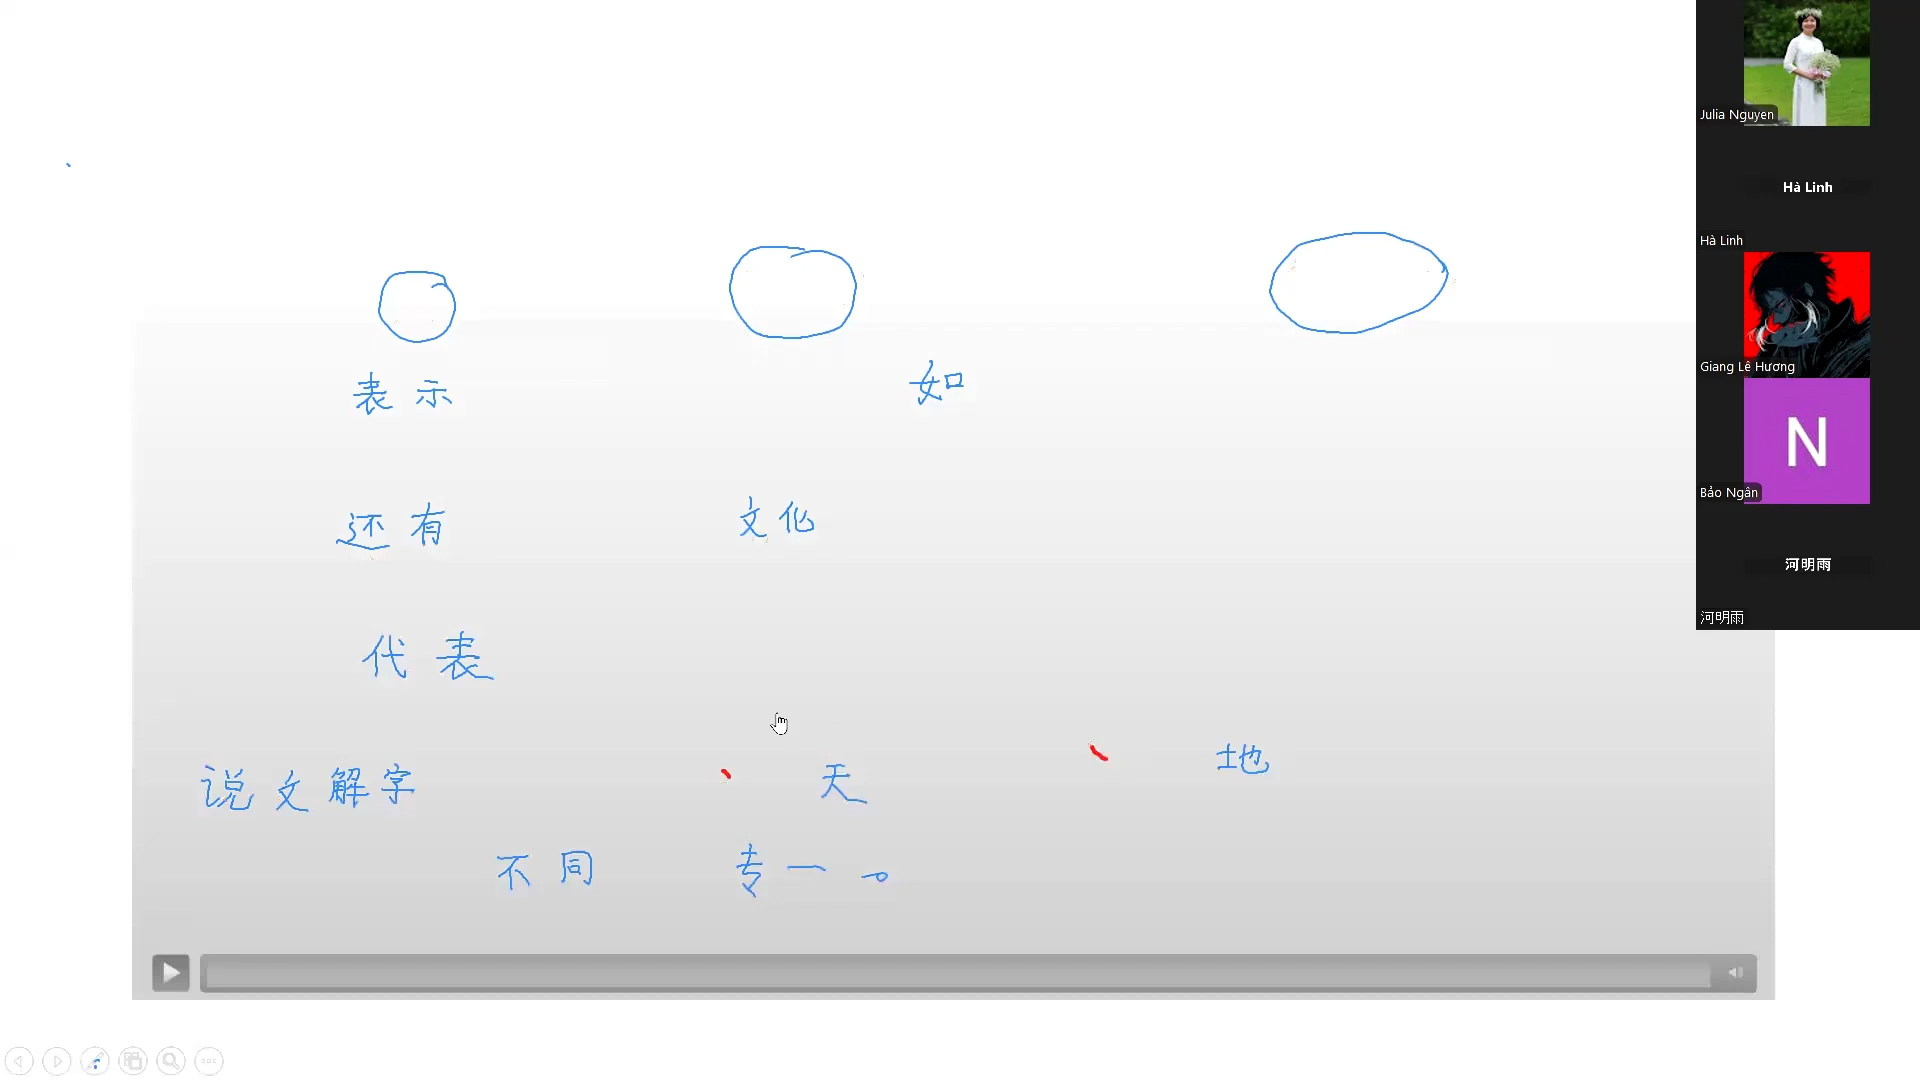 表示 如
还有 文化
代表
说文解字 天 地
不同 专一。
Julia Nguyen
Hà Linh
Hà Linh
Giang Lê Hương
N
Bảo Ngân
河明雨
河明雨